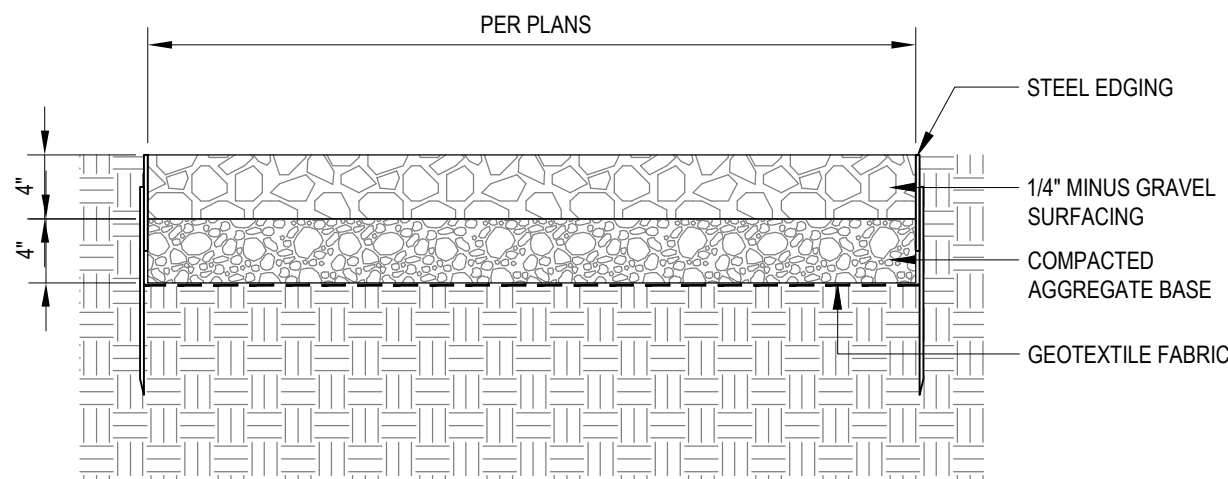 PER PLANS
STEEL EDGING
4"
1/4" MINUS GRAVEL
SURFACING
4"
COMPACTED
AGGREGATE BASE
GEOTEXTILE FABRIC